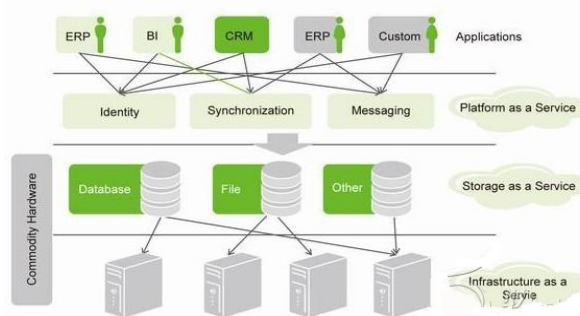 ERP
BI
CRM
ERP
Custom
Applications
Identity
Synchronization
Messaging
Platform as a Service
Commodity Hardware
Database
File
Other
Storage as a Service
Infrastructure as a
Servie